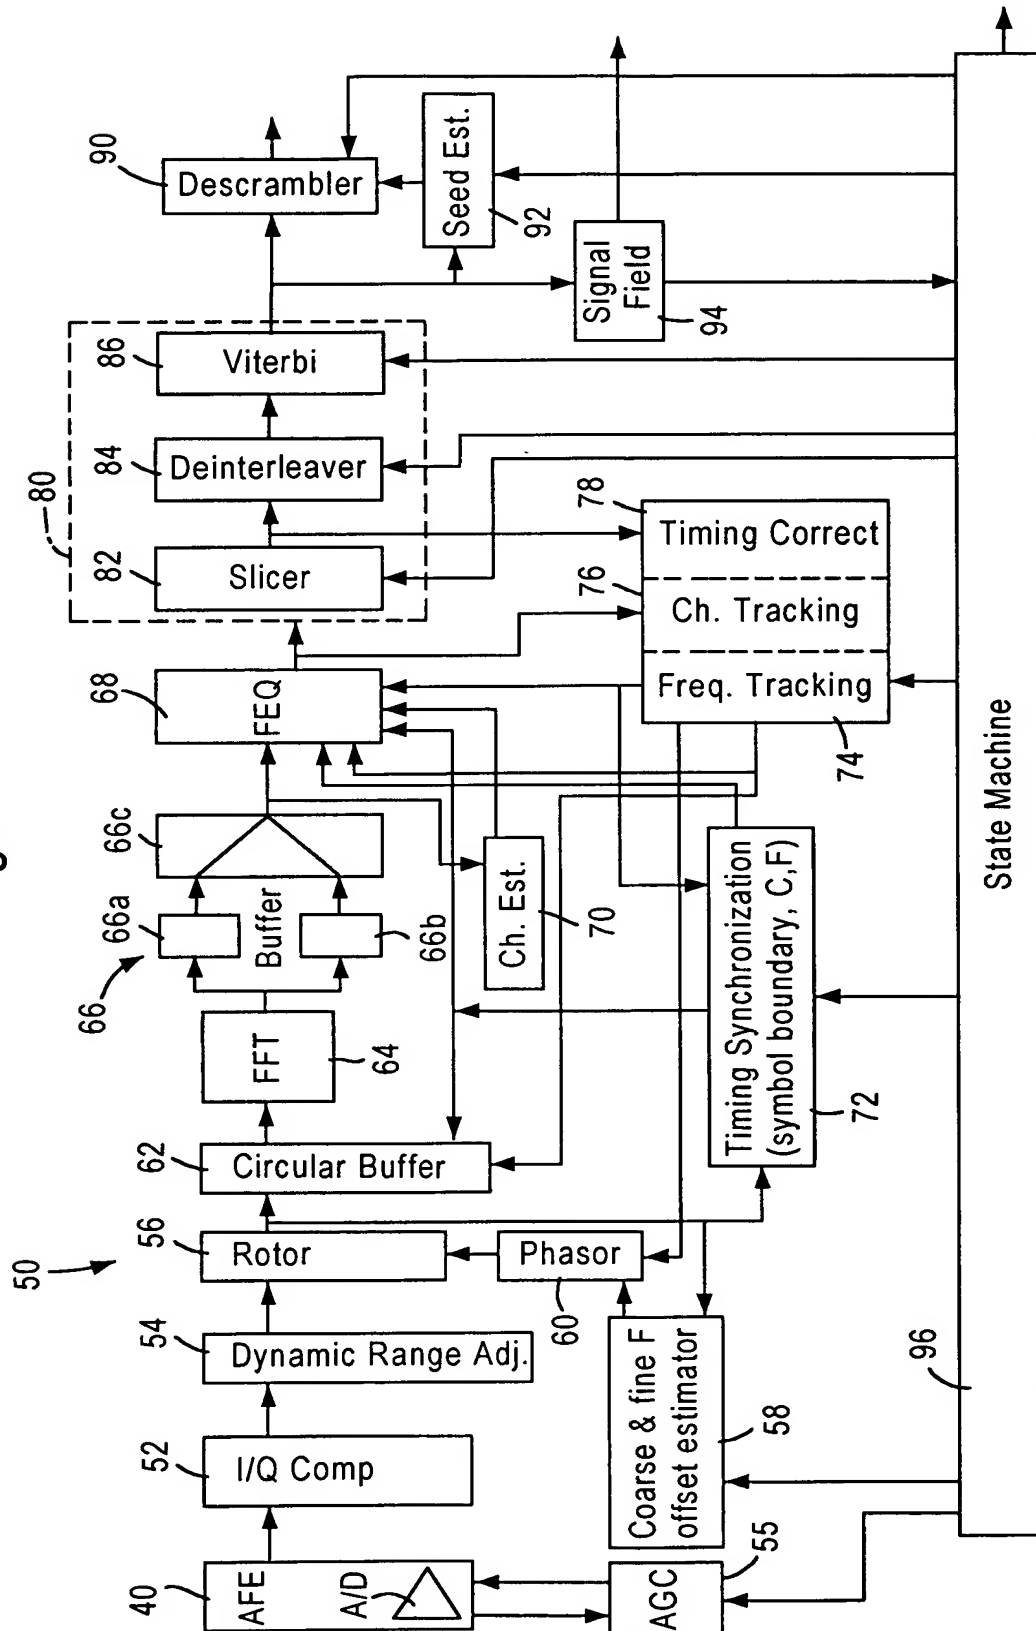 50
40
AFE
A/D
52
I/Q Comp
54
Dynamic Range Adj.
56
Rotor
62
Circular Buffer
FFT
64
66
66a
Buffer
66b
66c
68
FEQ
80
82
Slicer
84
Deinterleaver
86
Viterbi
90
Descrambler
Seed Est.
92
Signal
Field
94
AGC
55
Coarse & fine F
offset estimator
58
Phasor
60
Ch. Est.
70
Timing Synchronization
(symbol boundary, C,F)
72
Freq. Tracking
74
Ch. Tracking
76
Timing Correct
78
State Machine
96